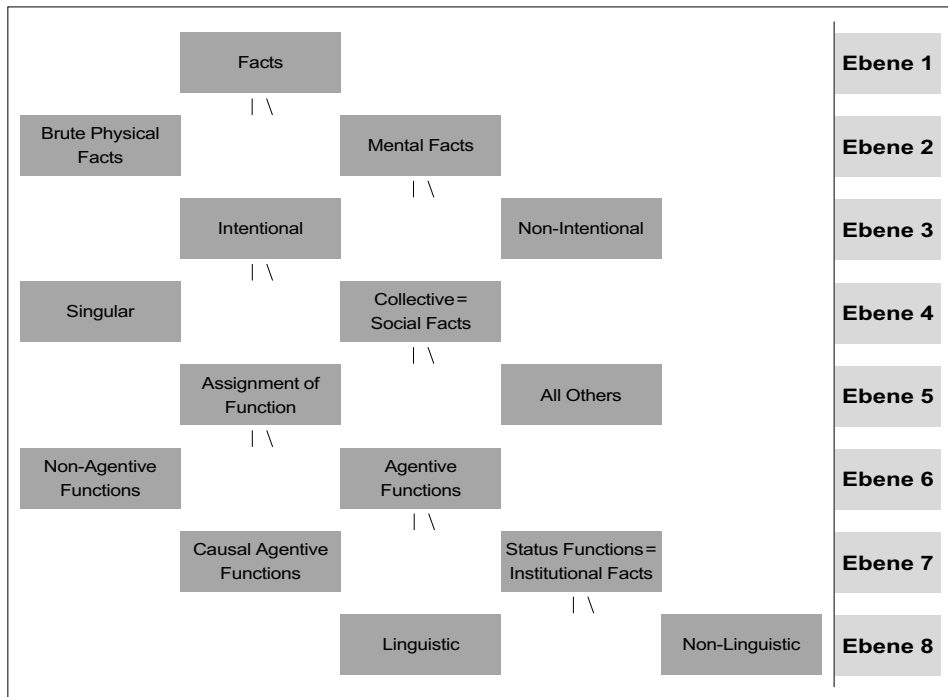 Facts
Ebene 1
Brute Physical
Facts
Mental Facts
Ebene 2
Intentional
Non-Intentional
Ebene 3
Singular
Collective=
Social Facts
Ebene 4
Assignment of
Function
All Others
Ebene 5
Non-Agentive
Functions
Agentive
Functions
Ebene 6
Causal Agentive
Functions
Status Functions=
Institutional Facts
Ebene 7
Linguistic
Non-Linguistic
Ebene 8